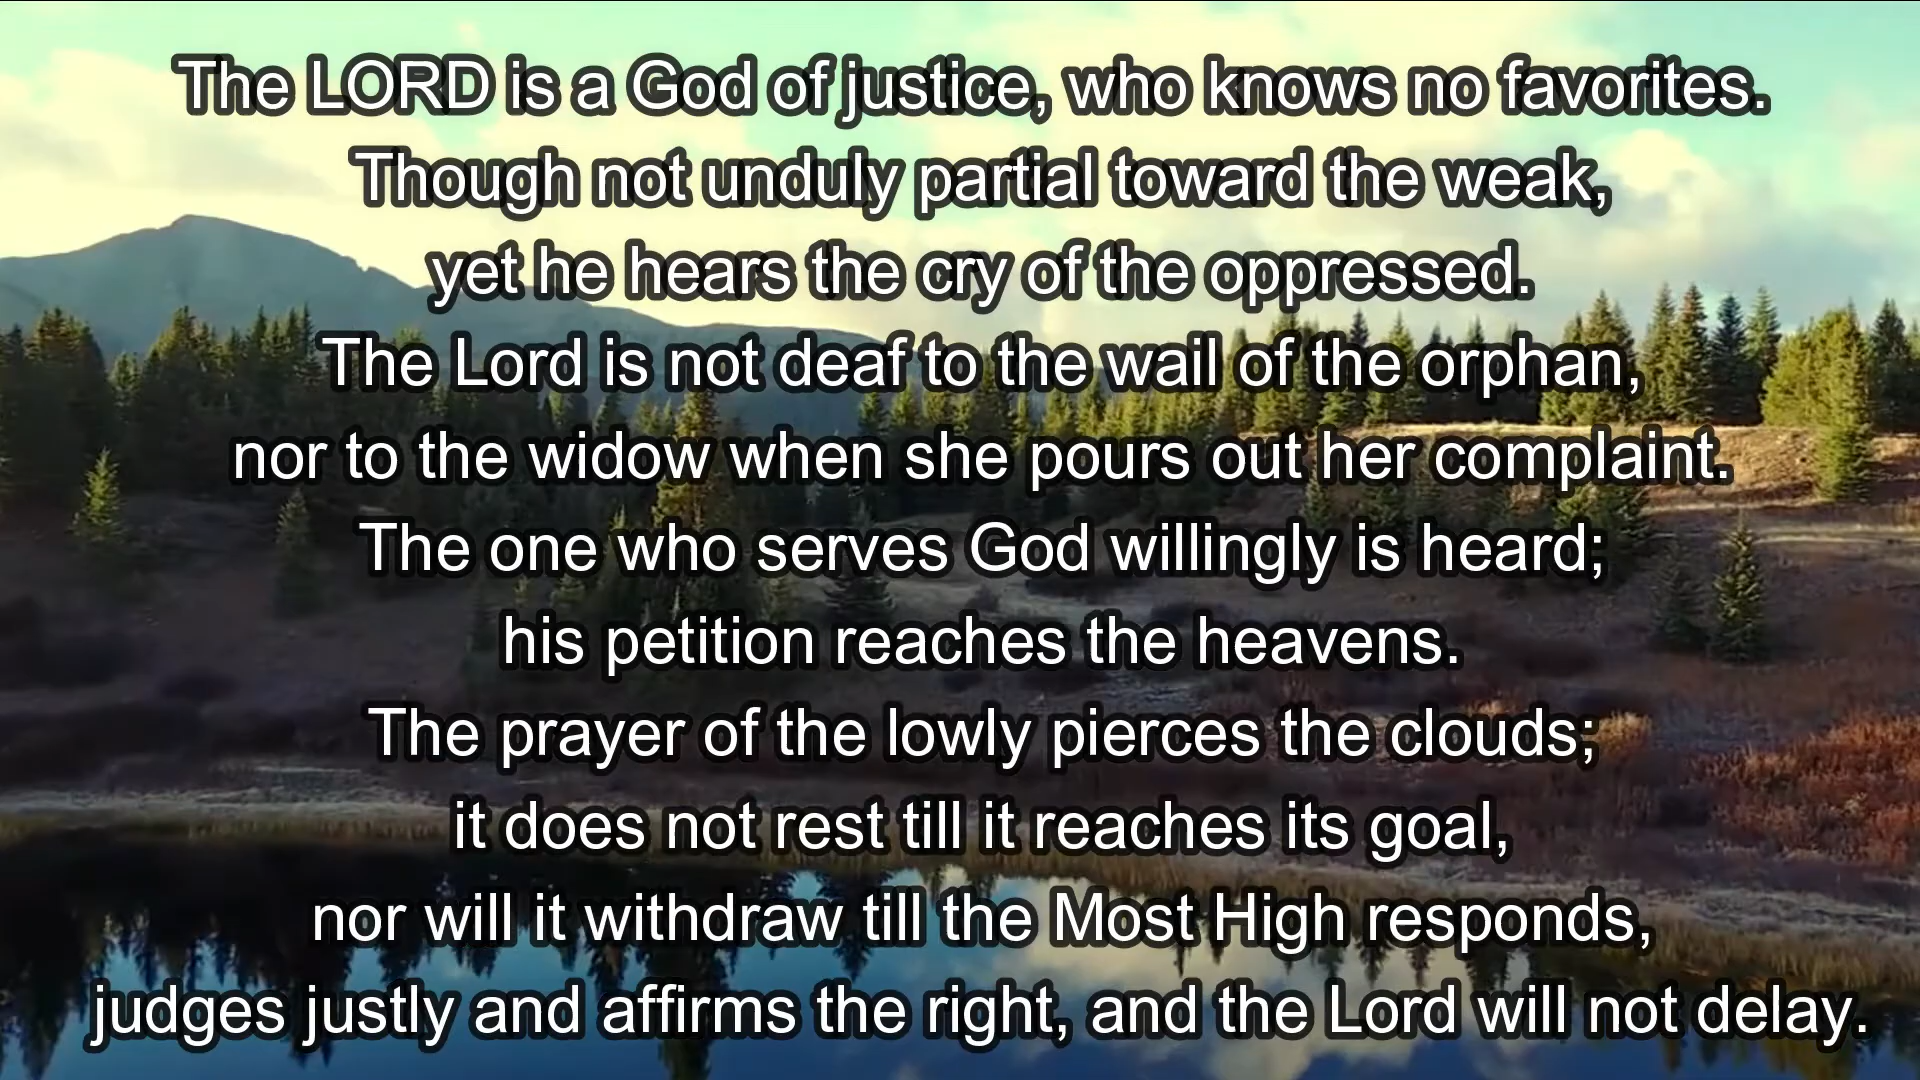 The LORD is a God of justice, who knows no favorites.
Though not unduly partial toward the weak,
yet he hears the cry of the oppressed.
The Lord is not deaf to the wail of the orphan,
nor to the widow when she pours out her complaint.
The one who serves God willingly is heard;
his petition reaches the heavens.
The prayer of the lowly pierces the clouds;
it does not rest till it reaches its goal,
nor will it withdraw till the Most High responds,
judges justly and affirms the right, and the Lord will not delay.